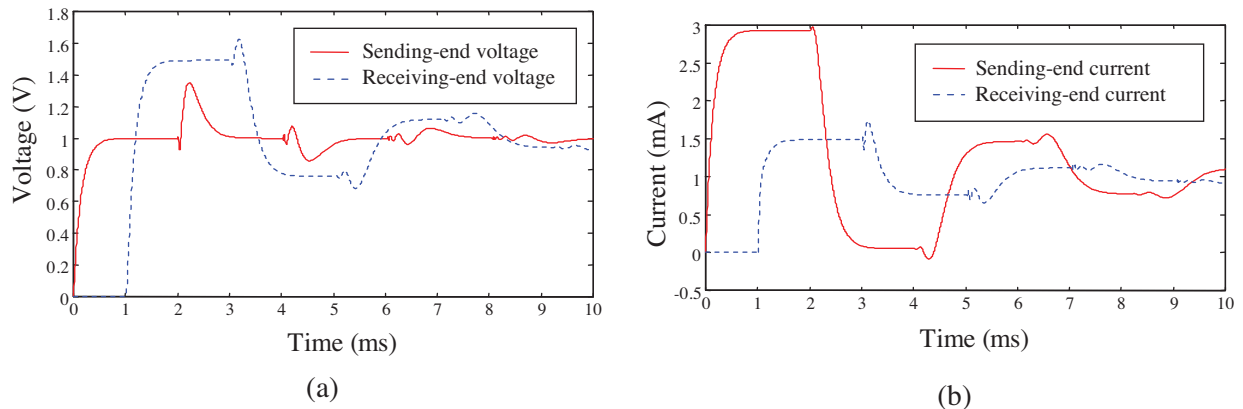 1.8
1.6
1.4
1.2
1
0.8
0.6
0.4
0.2
0
Voltage (V)
Sending-end voltage
Receiving-end voltage
0 1 2 3 4 5 6 7 8 9 10
Time (ms)
(a)
3
2.5
2
1.5
1
0.5
0
-0.5
Current (mA)
Sending-end current
Receiving-end current
0 1 2 3 4 5 6 7 8 9 10
Time (ms)
(b)